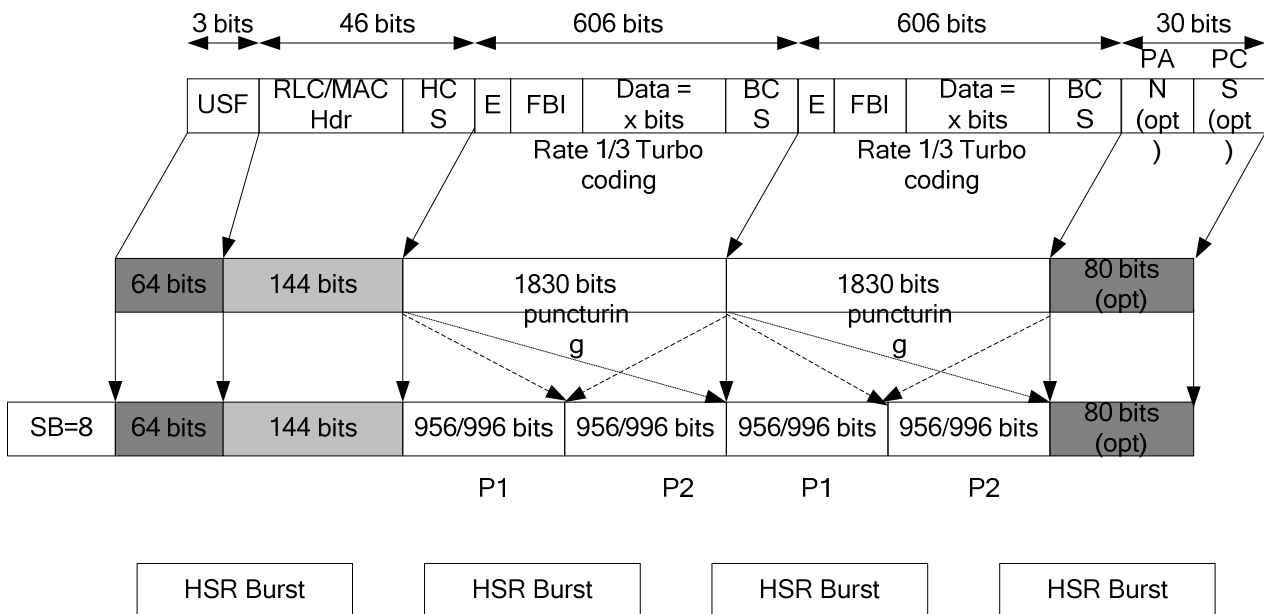 3 bits 46 bits 606 bits 606 bits 30 bits
USF
RLC/MAC
Hdr
HC
S
E
FBI
Data =
x bits
BC
S
E
FBI
Data =
x bits
BC
S
PA
N
(opt
)
PC
S
(opt
)
Rate 1/3 Turbo
coding
Rate 1/3 Turbo
coding
64 bits
144 bits
1830 bits
puncturin
g
1830 bits
puncturin
g
80 bits
(opt)
SB=8
64 bits
144 bits
956/996 bits
956/996 bits
956/996 bits
956/996 bits
80 bits
(opt)
P1 P2 P1 P2
HSR Burst HSR Burst HSR Burst HSR Burst